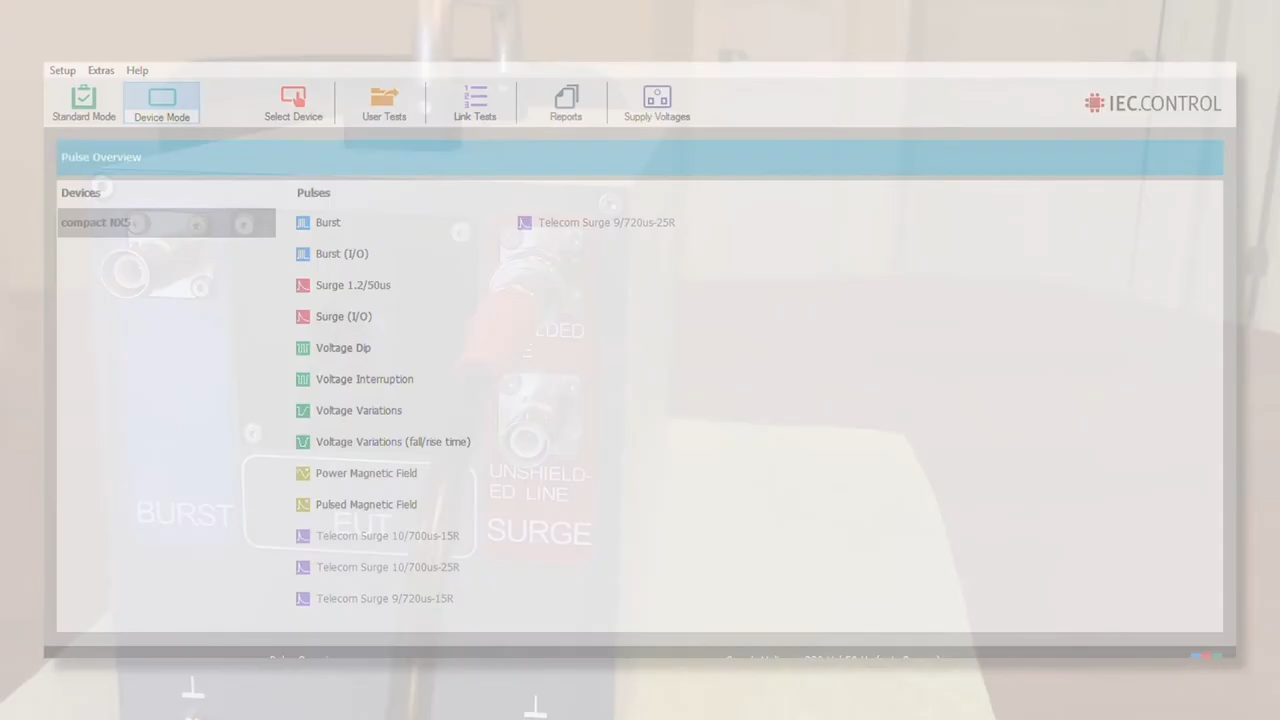 Setup Extras Help
Standard Mode Device Mode Select Device User Tests Link Tests Reports Supply Voltages
IEC.CONTROL
Pulse Overview
Devices Pulses
compact NX5 Burst Telecom Surge 9/720us-25R
Burst (I/O)
Surge 1.2/50us
Surge (I/O)
Voltage Dip
Voltage Interruption
Voltage Variations
Voltage Variations (fall/rise time)
Power Magnetic Field
Pulsed Magnetic Field
Telecom Surge 10/700us-15R
Telecom Surge 10/700us-25R
Telecom Surge 9/720us-15R
BURST
EUT
UNSHIELD-
ED LINE
SURGE